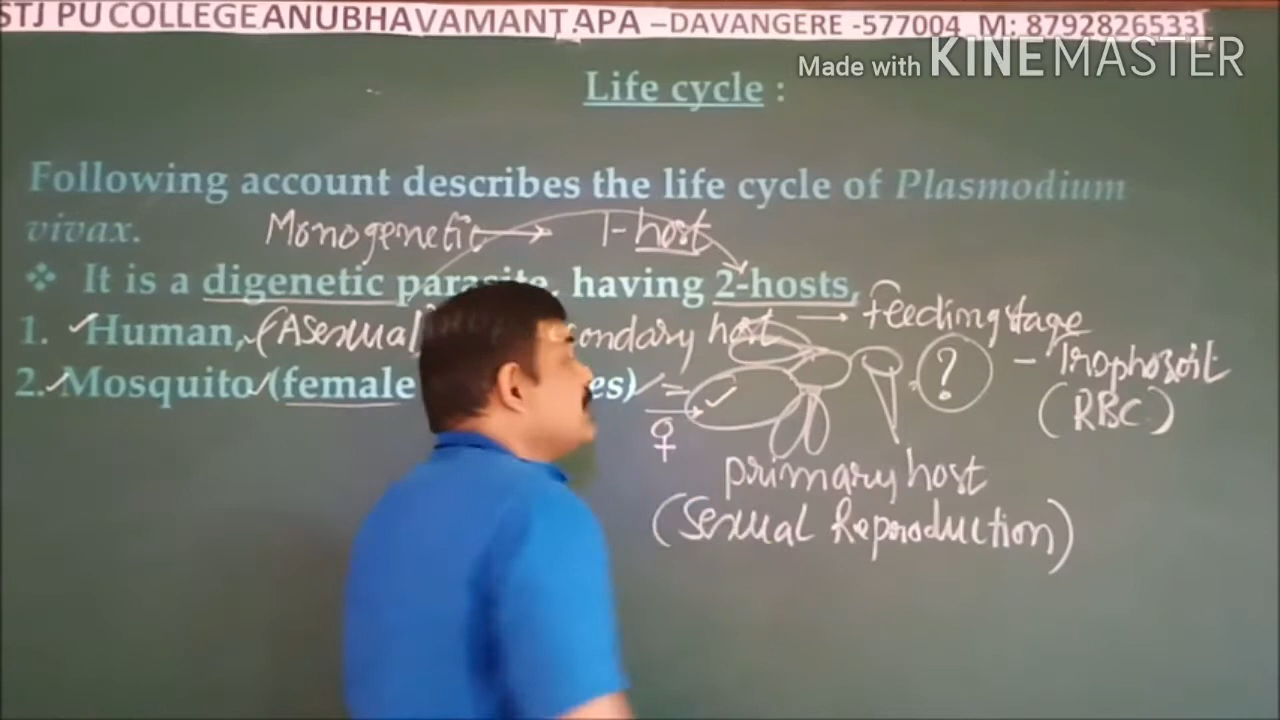 STJ PU COLLEGE ANUBHAVAMANTAPA –DAVANGERE -577004 M: 8792826533
Made with KINEMASTER
Life cycle :
Following account describes the life cycle of Plasmodium
vivax. Monogenetic → 1-host
❖ It is a digenetic parasite, having 2-hosts,
1. ✓Human, (Asexual) host → Feeding stage
? – Trophozoit
2. ✓Mosquito ✓(female ✓ =
(RBC)
♀
primary host
(Sexual Reproduction)